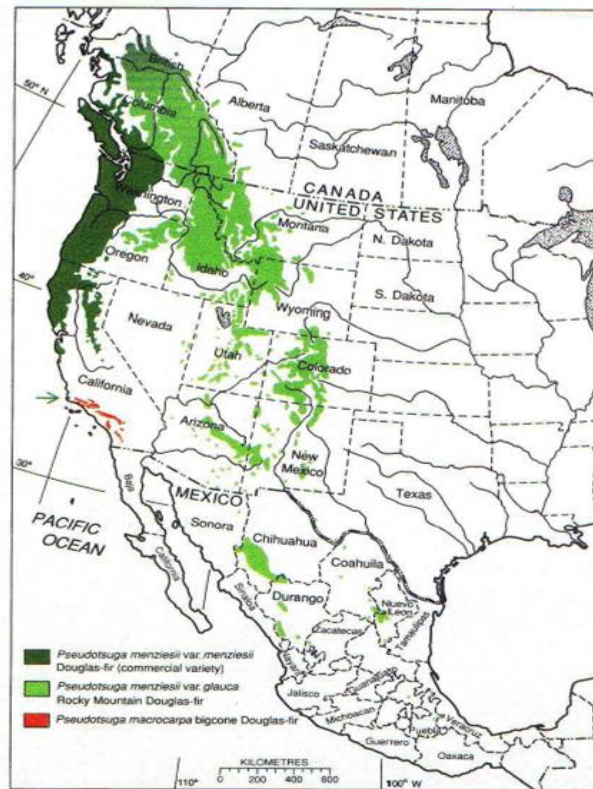 British
Columbia
Alberta
Manitoba
Saskatchewan
50° N
Washington
CANADA
UNITED STATES
Montana
N. Dakota
Oregon
Idaho
S. Dakota
40°
Wyoming
Nevada
Utah
Colorado
California
Arizona
New
Mexico
Texas
30°
MEXICO
Baja
California
Sonora
PACIFIC
OCEAN
Chihuahua
Coahuila
Sinaloa
Durango
Nuevo
León
Tamaulipas
Zacatecas
Nayarit
Jalisco
Guanajuato
Michoacan
Veracruz
Puebla
Guerrero
Oaxaca
Pseudotsuga menziesii var. menziesii
Douglas-fir (commercial variety)
Pseudotsuga menziesii var. glauca
Rocky Mountain Douglas-fir
Pseudotsuga macrocarpa bigcone Douglas-fir
KILOMETRES
0 200 400 600
110°
100° W